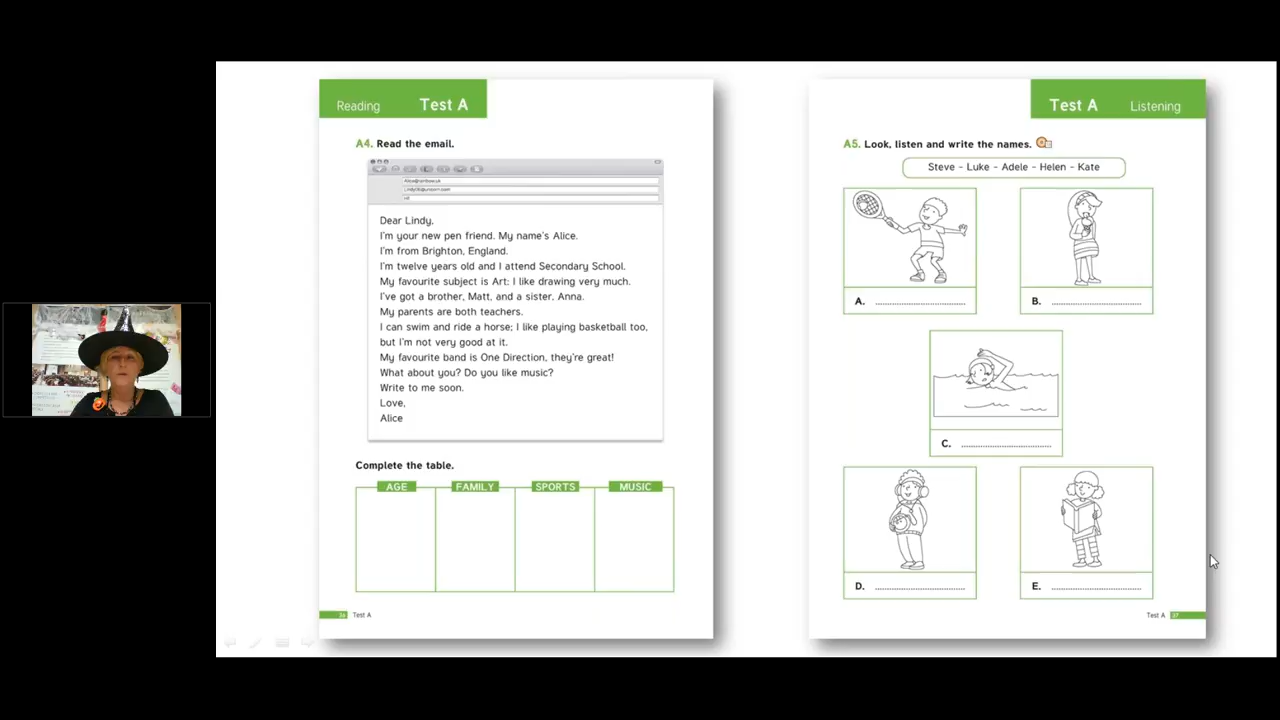 Reading Test A
A4. Read the email.
Alice@rainbow.uk
Dear Lindy,
I'm your new pen friend. My name's Alice.
I'm from Brighton, England.
I'm twelve years old and I attend Secondary School.
My favourite subject is Art: I like drawing very much.
I've got a brother, Matt, and a sister, Anna.
My parents are both teachers.
I can swim and ride a horse; I like playing basketball too,
but I'm not very good at it.
My favourite band is One Direction, they're great!
What about you? Do you like music?
Write to me soon.
Love,
Alice
Complete the table.
AGE FAMILY SPORTS MUSIC
Test A
Test A Listening
A5. Look, listen and write the names.
Steve - Luke - Adele - Helen - Kate
A. ..............................
B. ..............................
C. ..............................
D. ..............................
E. ..............................
Test A 37